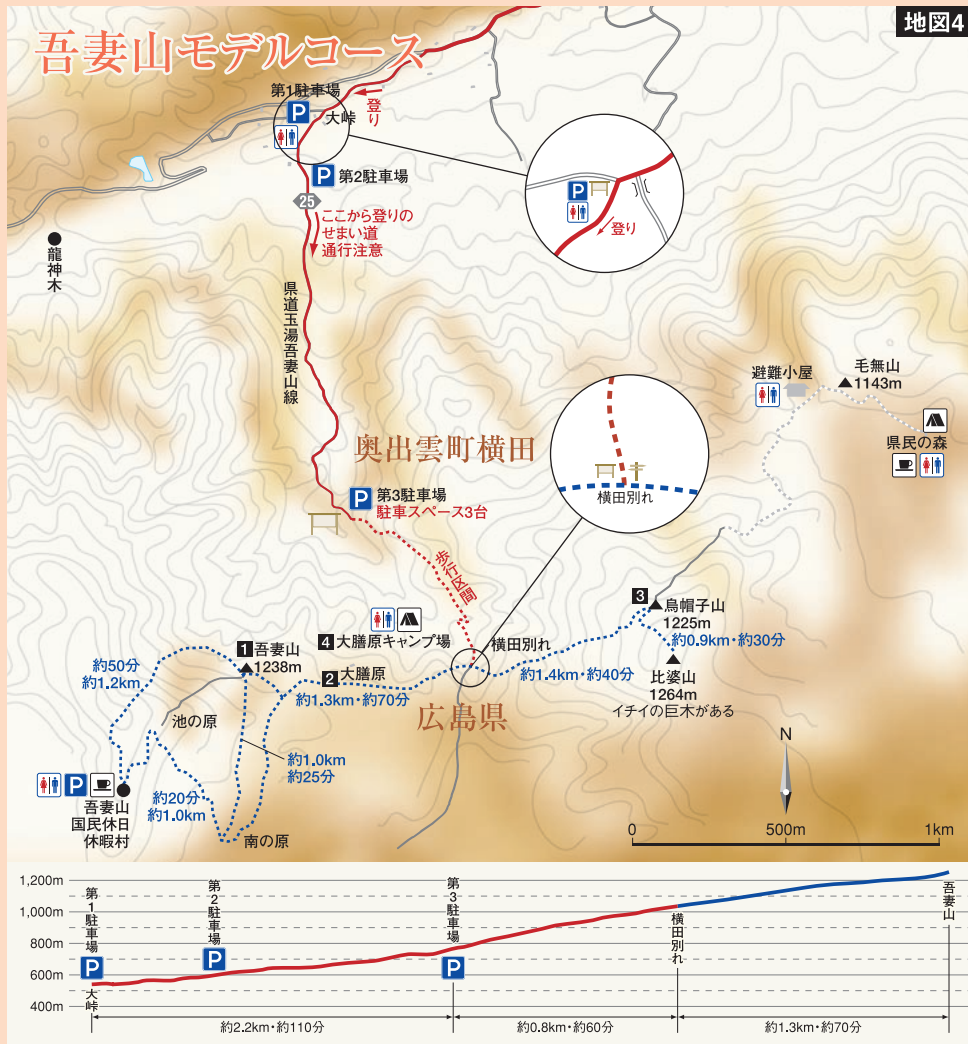 地図4
吾妻山モデルコース
第1駐車場
P
大峠
登り
P
第2駐車場
25
ここから登りの
せまい道
通行注意
P
登り
龍神木
県道玉湯吾妻山線
避難小屋
毛無山
1143m
県民の森
奥出雲町横田
横田別れ
P
第3駐車場
駐車スペース3台
歩行区間
3
烏帽子山
1225m
約0.9km・約30分
4
大膳原キャンプ場
横田別れ
1
吾妻山
1238m
2
大膳原
約1.3km・約70分
約1.4km・約40分
比婆山
1264m
イチイの巨木がある
約50分
約1.2km
池の原
広島県
約1.0km
約25分
P
吾妻山
国民休日
休暇村
約20分
約1.0km
南の原
N
0
500m
1km
1,200m
1,000m
800m
600m
400m
第1駐車場
P
大峠
第2駐車場
P
第3駐車場
P
横田別れ
吾妻山
約2.2km・約110分
約0.8km・約60分
約1.3km・約70分